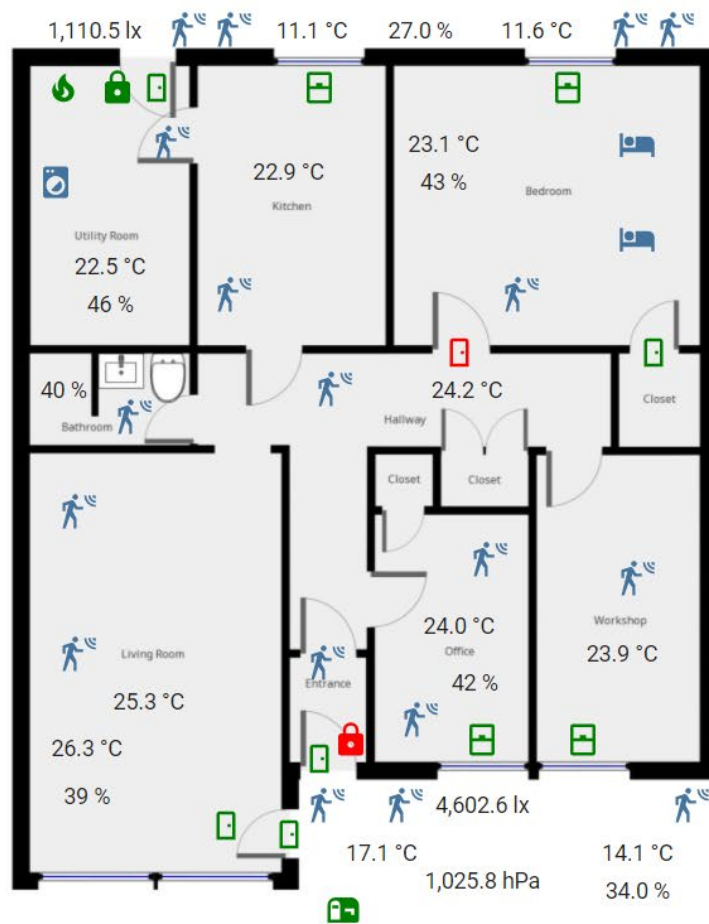 1,110.5 lx
11.1 °C
27.0 %
11.6 °C
23.1 °C
43 %
22.9 °C
Kitchen
Bedroom
Utility Room
22.5 °C
46 %
40 %
Bathroom
24.2 °C
Hallway
Closet
Closet
Closet
Living Room
25.3 °C
26.3 °C
39 %
Entrance
24.0 °C
Office
42 %
Workshop
23.9 °C
4,602.6 lx
17.1 °C
1,025.8 hPa
14.1 °C
34.0 %